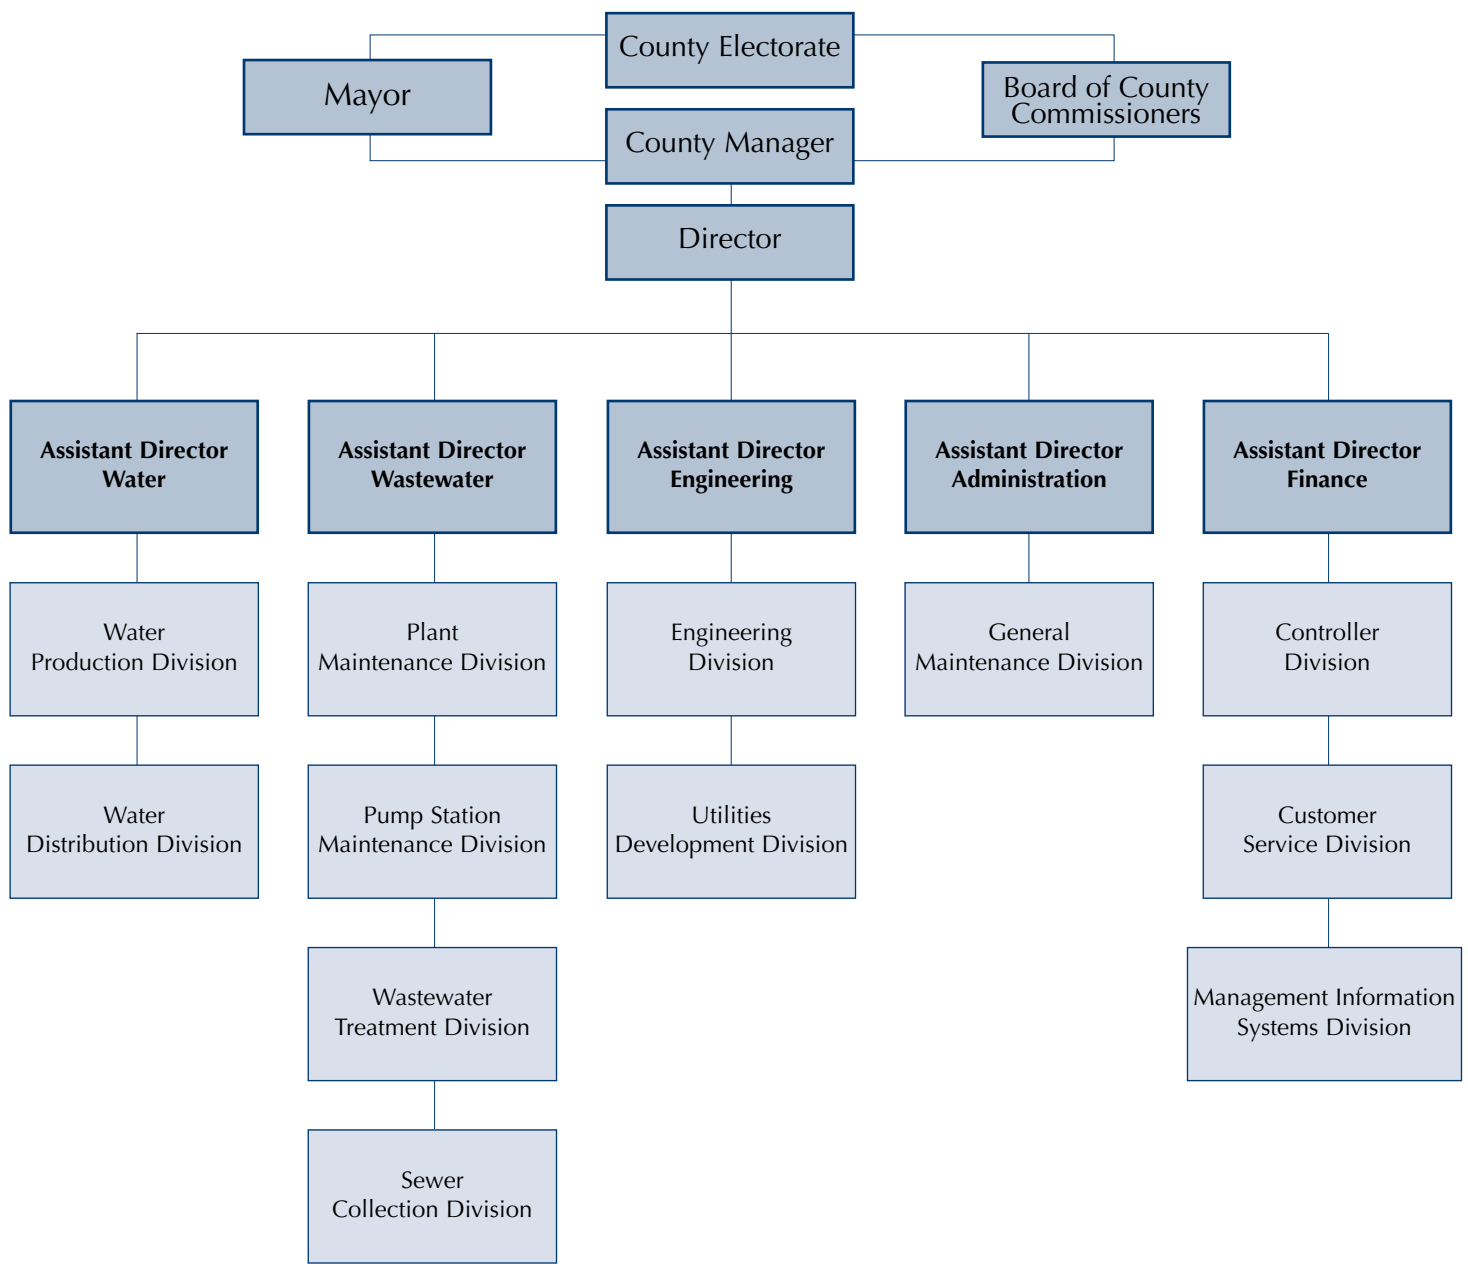 County Electorate
Mayor
Board of County
Commissioners
County Manager
Director
Assistant Director
Water
Assistant Director
Wastewater
Assistant Director
Engineering
Assistant Director
Administration
Assistant Director
Finance
Water
Production Division
Plant
Maintenance Division
Engineering
Division
General
Maintenance Division
Controller
Division
Water
Distribution Division
Pump Station
Maintenance Division
Utilities
Development Division
Customer
Service Division
Wastewater
Treatment Division
Management Information
Systems Division
Sewer
Collection Division